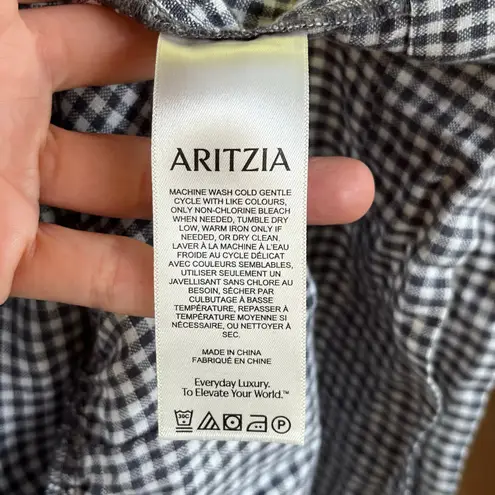 ARITZIA
MACHINE WASH COLD GENTLE
CYCLE WITH LIKE COLOURS,
ONLY NON-CHLORINE BLEACH
WHEN NEEDED, TUMBLE DRY
LOW, WARM IRON ONLY IF
NEEDED, OR DRY CLEAN.
LAVER À LA MACHINE À L'EAU
FROIDE AU CYCLE DÉLICAT
AVEC COULEURS SEMBLABLES,
UTILISER SEULEMENT UN
JAVELLISANT SANS CHLORE AU
BESOIN, SÉCHER PAR
CULBUTAGE À BASSE
TEMPÉRATURE, REPASSER À
TEMPÉRATURE MOYENNE SI
NÉCESSAIRE, OU NETTOYER À
SEC.
MADE IN CHINA
FABRIQUÉ EN CHINE
Everyday Luxury.
To Elevate Your World.™
30C P